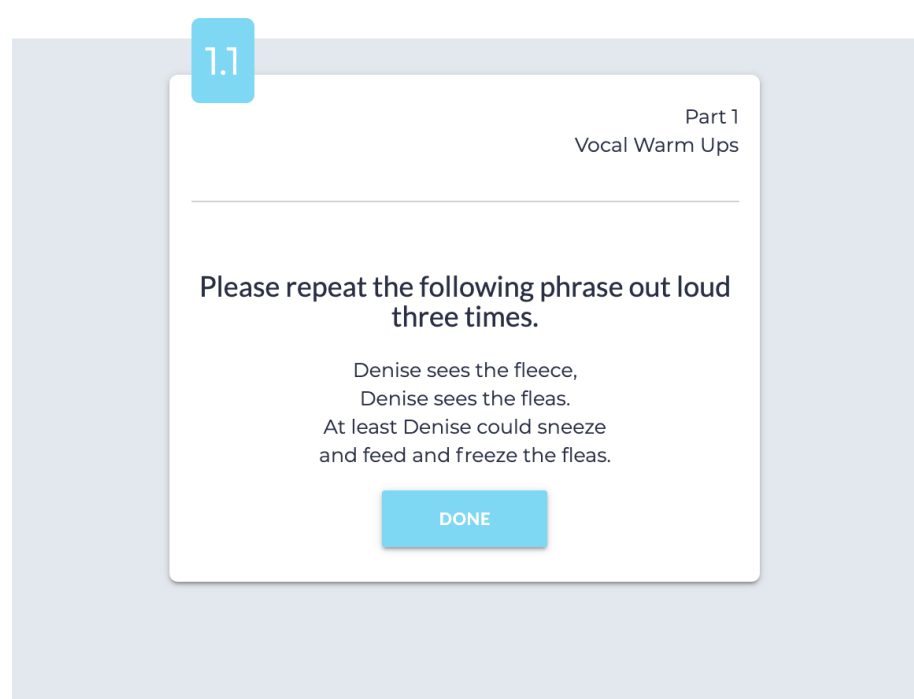 1.1
Part 1
Vocal Warm Ups
Please repeat the following phrase out loud
three times.
Denise sees the fleece,
Denise sees the fleas.
At least Denise could sneeze
and feed and freeze the fleas.
DONE